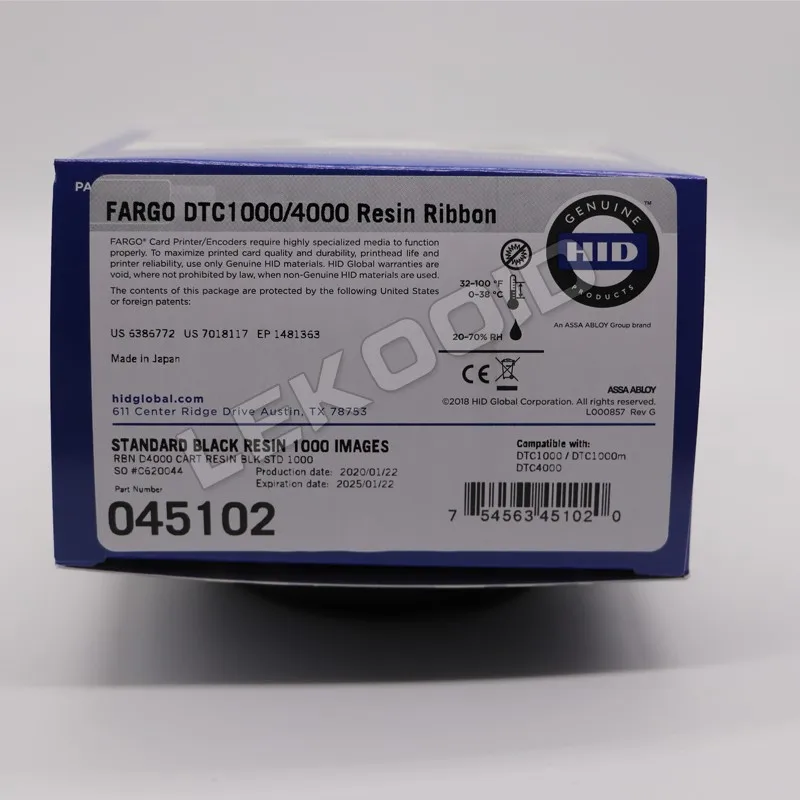 PA
FARGO DTC1000/4000 Resin Ribbon
FARGO® Card Printer/Encoders require highly specialized media to function
properly. To maximize printed card quality and durability, printhead life and
printer reliability, use only Genuine HID materials. HID Global warranties are
void, where not prohibited by law, when non-Genuine HID materials are used.
The contents of this package are protected by the following United States
or foreign patents:
US 6386772 US 7018117 EP 1481363
Made in Japan
hidglobal.com
611 Center Ridge Drive Austin, TX 78753
GENUINE
HID
PRODUCTS
™
An ASSA ABLOY Group brand
32-100 °F
0-38 °C
20-70% RH
CE
ASSA ABLOY
©2018 HID Global Corporation. All rights reserved.
L000857 Rev G
STANDARD BLACK RESIN 1000 IMAGES
RBN D4000 CART RESIN BLK STD 1000
SO #C620044
Production date: 2020/01/22
Expiration date: 2025/01/22
Part Number
045102
Compatible with:
DTC1000 / DTC1000m
DTC4000
7 54563 45102 0
LEKOOID